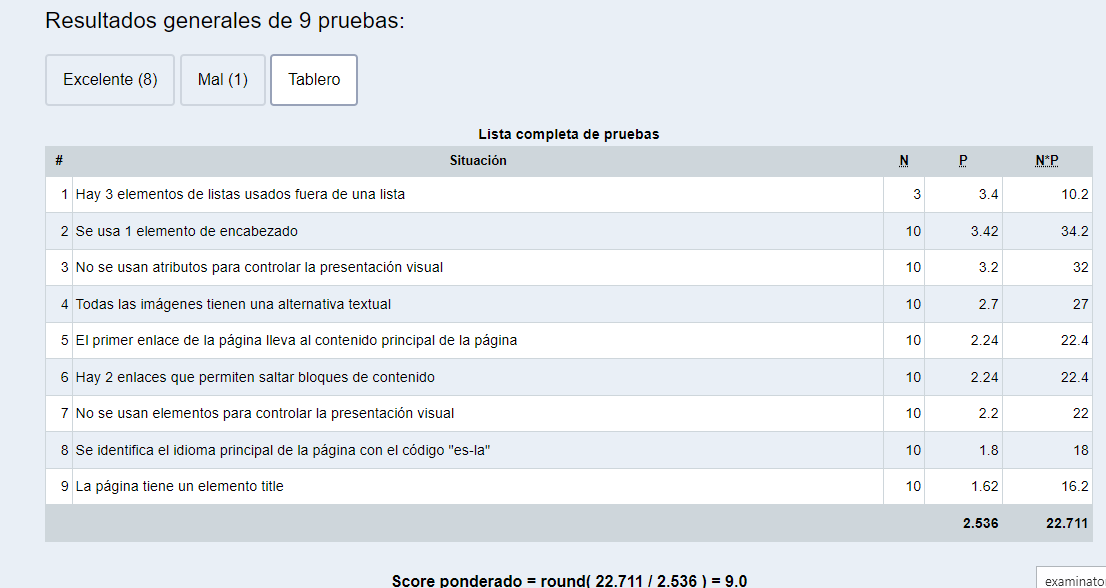 Resultados generales de 9 pruebas:
Excelente (8) Mal (1) Tablero
Lista completa de pruebas
# Situación N P N*P
1 Hay 3 elementos de listas usados fuera de una lista 3 3.4 10.2
2 Se usa 1 elemento de encabezado 10 3.42 34.2
3 No se usan atributos para controlar la presentación visual 10 3.2 32
4 Todas las imágenes tienen una alternativa textual 10 2.7 27
5 El primer enlace de la página lleva al contenido principal de la página 10 2.24 22.4
6 Hay 2 enlaces que permiten saltar bloques de contenido 10 2.24 22.4
7 No se usan elementos para controlar la presentación visual 10 2.2 22
8 Se identifica el idioma principal de la página con el código "es-la" 10 1.8 18
9 La página tiene un elemento title 10 1.62 16.2
2.536 22.711
Score ponderado = round( 22.711 / 2.536 ) = 9.0
examinato